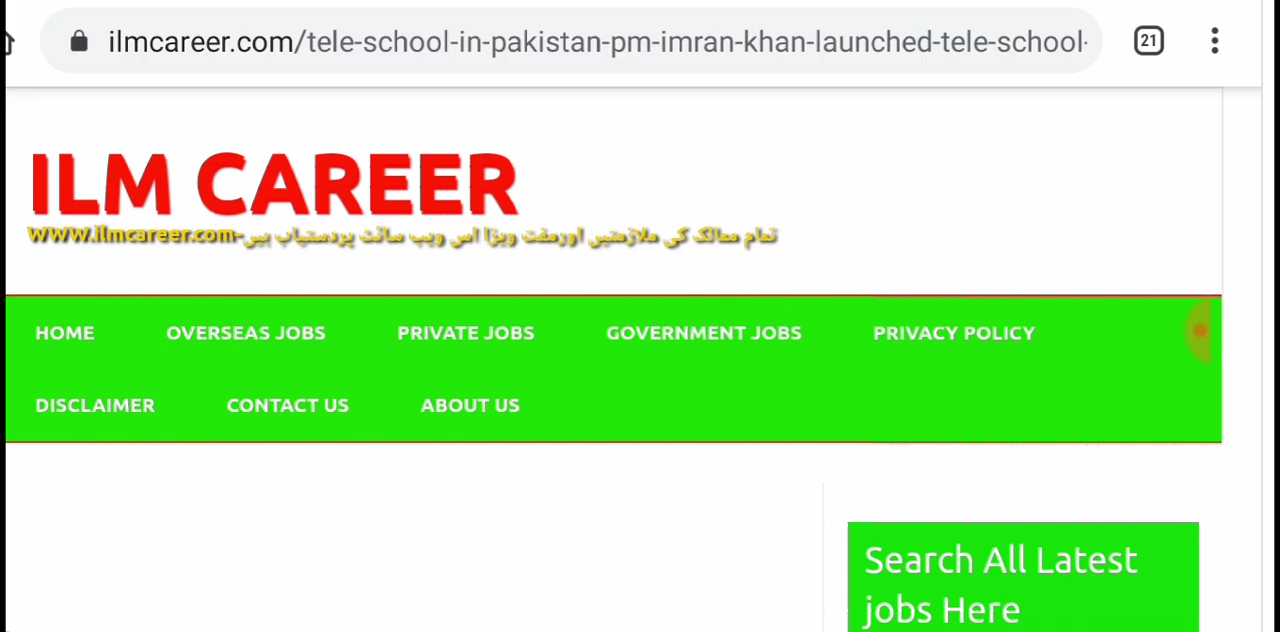 ilmcareer.com/tele-school-in-pakistan-pm-imran-khan-launched-tele-school-
21
ILM CAREER
www.ilmcareer.com-تمام ممالک کی ملازمتیں اورمفت ویزا اس ویب سائٹ پردستیاب ہیں
HOME OVERSEAS JOBS PRIVATE JOBS GOVERNMENT JOBS PRIVACY POLICY
DISCLAIMER CONTACT US ABOUT US
Search All Latest
jobs Here